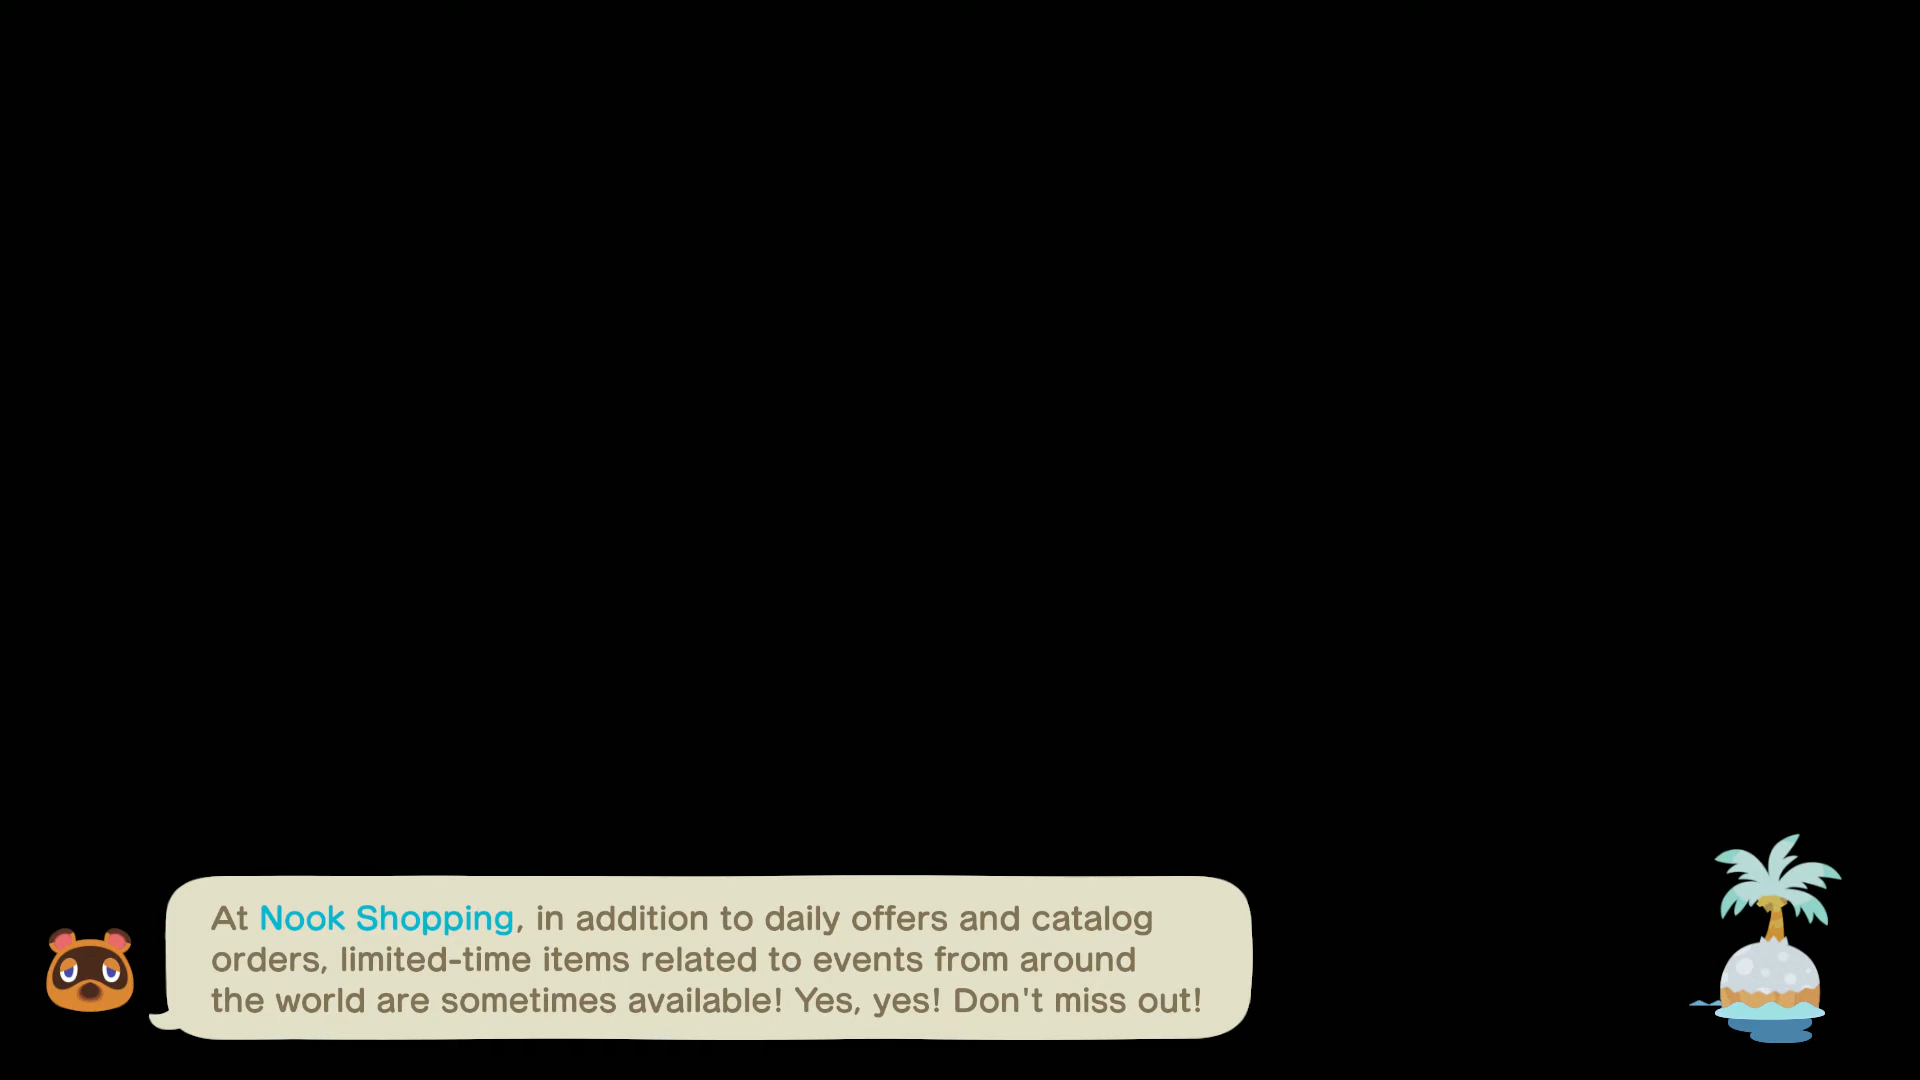 At Nook Shopping, in addition to daily offers and catalog
orders, limited-time items related to events from around
the world are sometimes available! Yes, yes! Don't miss out!